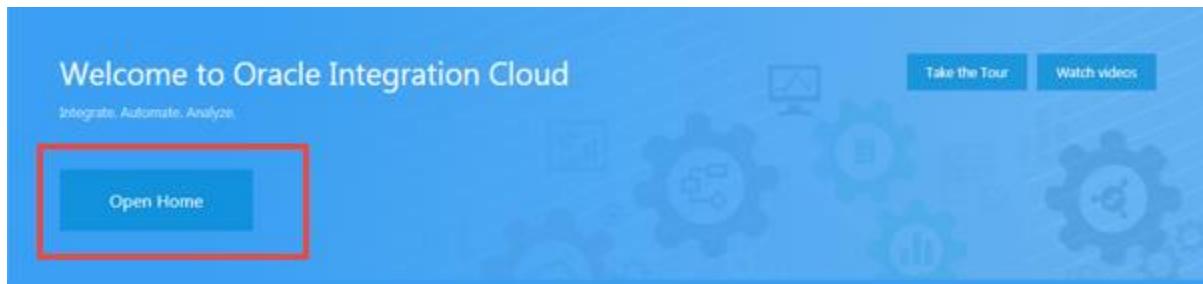 Welcome to Oracle Integration Cloud
Take the Tour
Watch videos
Integrate. Automate. Analyze.
Open Home